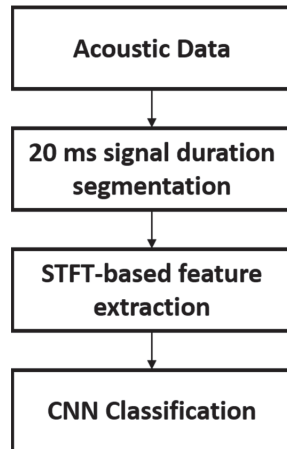 Acoustic Data
20 ms signal duration
segmentation
STFT-based feature
extraction
CNN Classification